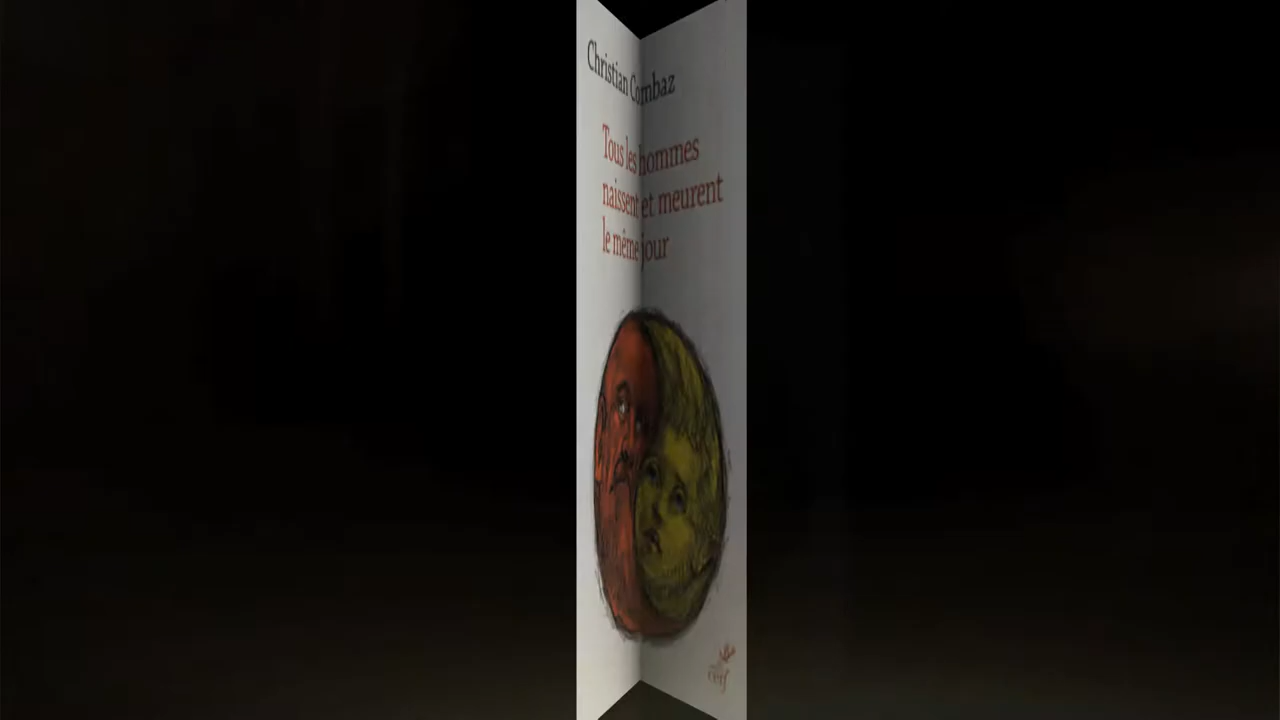 Christian Combaz
Tous les hommes
naissent et meurent
le même jour
cerf